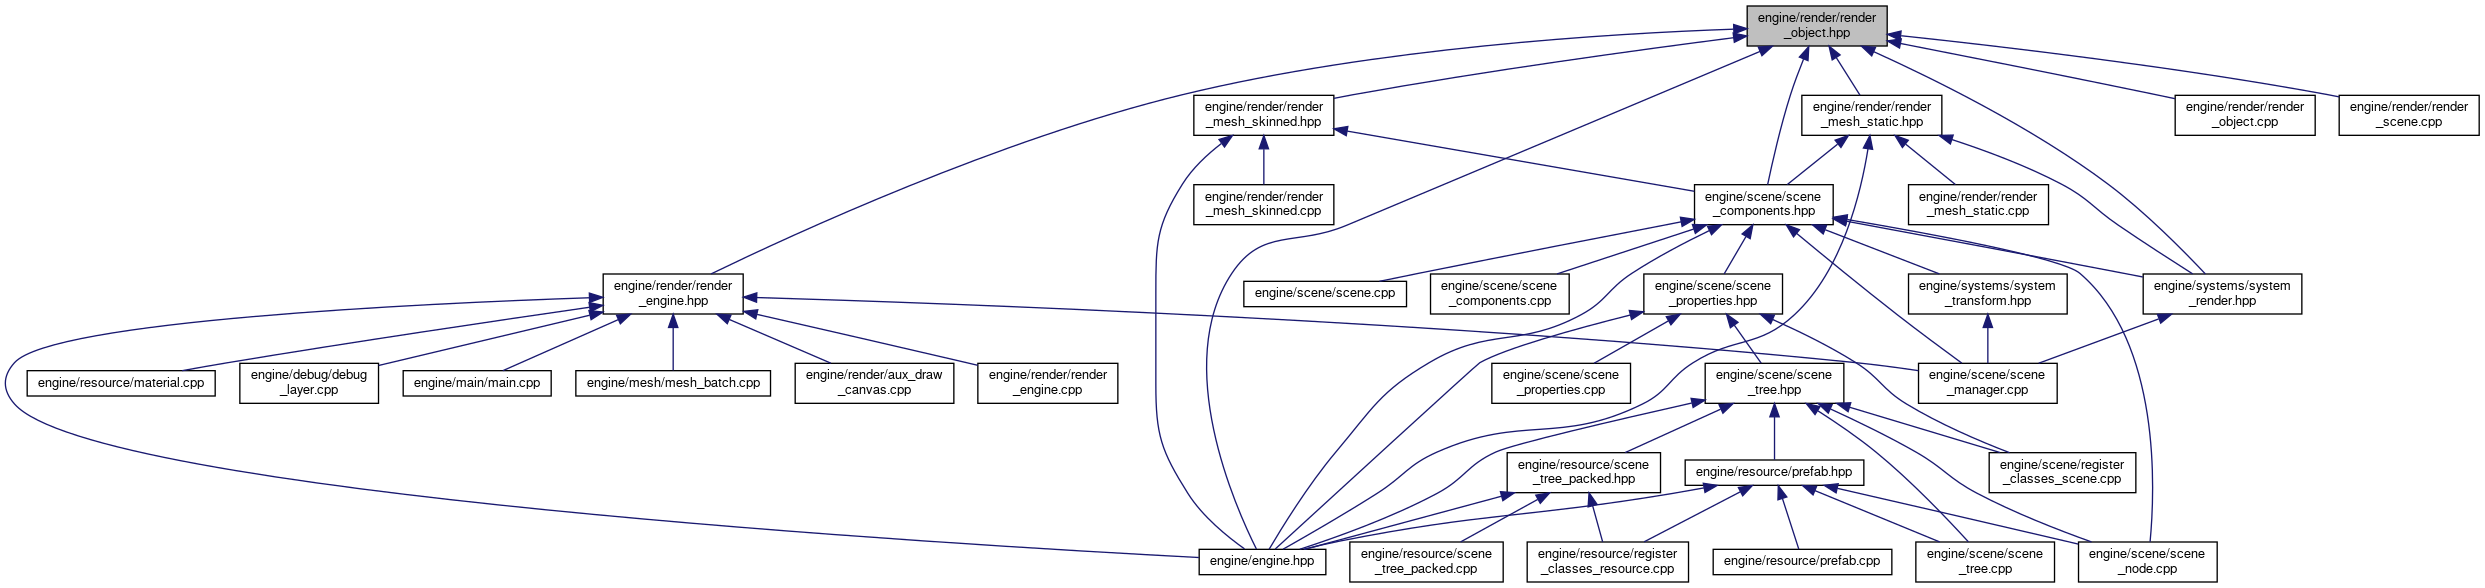 engine/render/render
_object.hpp
engine/render/render
_mesh_skinned.hpp
engine/render/render
_mesh_static.hpp
engine/render/render
_object.cpp
engine/render/render
_scene.cpp
engine/render/render
_mesh_skinned.cpp
engine/scene/scene
_components.hpp
engine/render/render
_mesh_static.cpp
engine/render/render
_engine.hpp
engine/scene/scene.cpp
engine/scene/scene
_components.cpp
engine/scene/scene
_properties.hpp
engine/systems/system
_transform.hpp
engine/systems/system
_render.hpp
engine/resource/material.cpp
engine/debug/debug
_layer.cpp
engine/main/main.cpp
engine/mesh/mesh_batch.cpp
engine/render/aux_draw
_canvas.cpp
engine/render/render
_engine.cpp
engine/scene/scene
_properties.cpp
engine/scene/scene
_tree.hpp
engine/scene/scene
_manager.cpp
engine/resource/scene
_tree_packed.hpp
engine/resource/prefab.hpp
engine/scene/register
_classes_scene.cpp
engine/engine.hpp
engine/resource/scene
_tree_packed.cpp
engine/resource/register
_classes_resource.cpp
engine/resource/prefab.cpp
engine/scene/scene
_tree.cpp
engine/scene/scene
_node.cpp